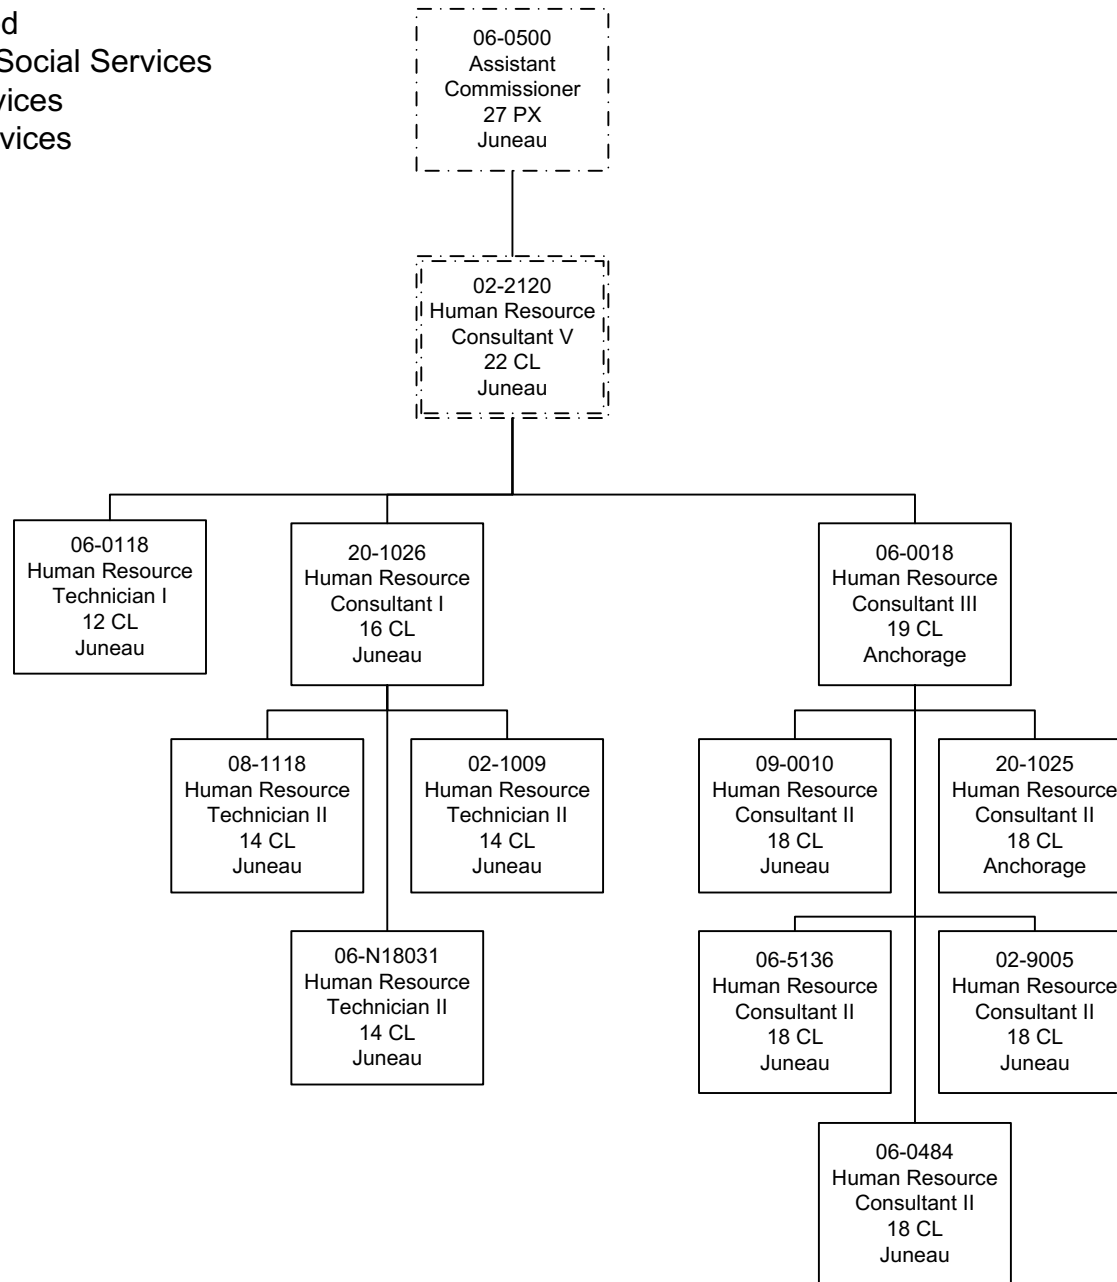 d
Social Services
vices
rvices
06-0500
Assistant
Commissioner
27 PX
Juneau
02-2120
Human Resource
Consultant V
22 CL
Juneau
06-0118
Human Resource
Technician I
12 CL
Juneau
20-1026
Human Resource
Consultant I
16 CL
Juneau
06-0018
Human Resource
Consultant III
19 CL
Anchorage
08-1118
Human Resource
Technician II
14 CL
Juneau
02-1009
Human Resource
Technician II
14 CL
Juneau
09-0010
Human Resource
Consultant II
18 CL
Juneau
20-1025
Human Resource
Consultant II
18 CL
Anchorage
06-N18031
Human Resource
Technician II
14 CL
Juneau
06-5136
Human Resource
Consultant II
18 CL
Juneau
02-9005
Human Resource
Consultant II
18 CL
Juneau
06-0484
Human Resource
Consultant II
18 CL
Juneau